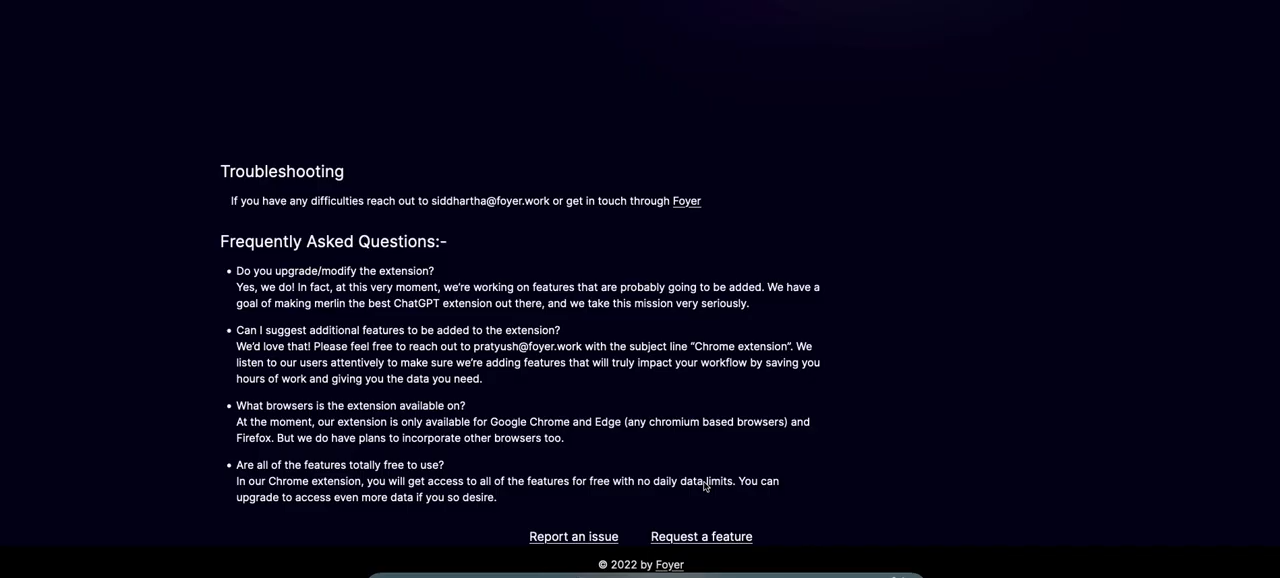 Troubleshooting
If you have any difficulties reach out to siddhartha@foyer.work or get in touch through Foyer
Frequently Asked Questions:-
• Do you upgrade/modify the extension?
Yes, we do! In fact, at this very moment, we’re working on features that are probably going to be added. We have a
goal of making merlin the best ChatGPT extension out there, and we take this mission very seriously.
• Can I suggest additional features to be added to the extension?
We’d love that! Please feel free to reach out to pratyush@foyer.work with the subject line “Chrome extension”. We
listen to our users attentively to make sure we’re adding features that will truly impact your workflow by saving you
hours of work and giving you the data you need.
• What browsers is the extension available on?
At the moment, our extension is only available for Google Chrome and Edge (any chromium based browsers) and
Firefox. But we do have plans to incorporate other browsers too.
• Are all of the features totally free to use?
In our Chrome extension, you will get access to all of the features for free with no daily data limits. You can
upgrade to access even more data if you so desire.
Report an issue Request a feature
© 2022 by Foyer